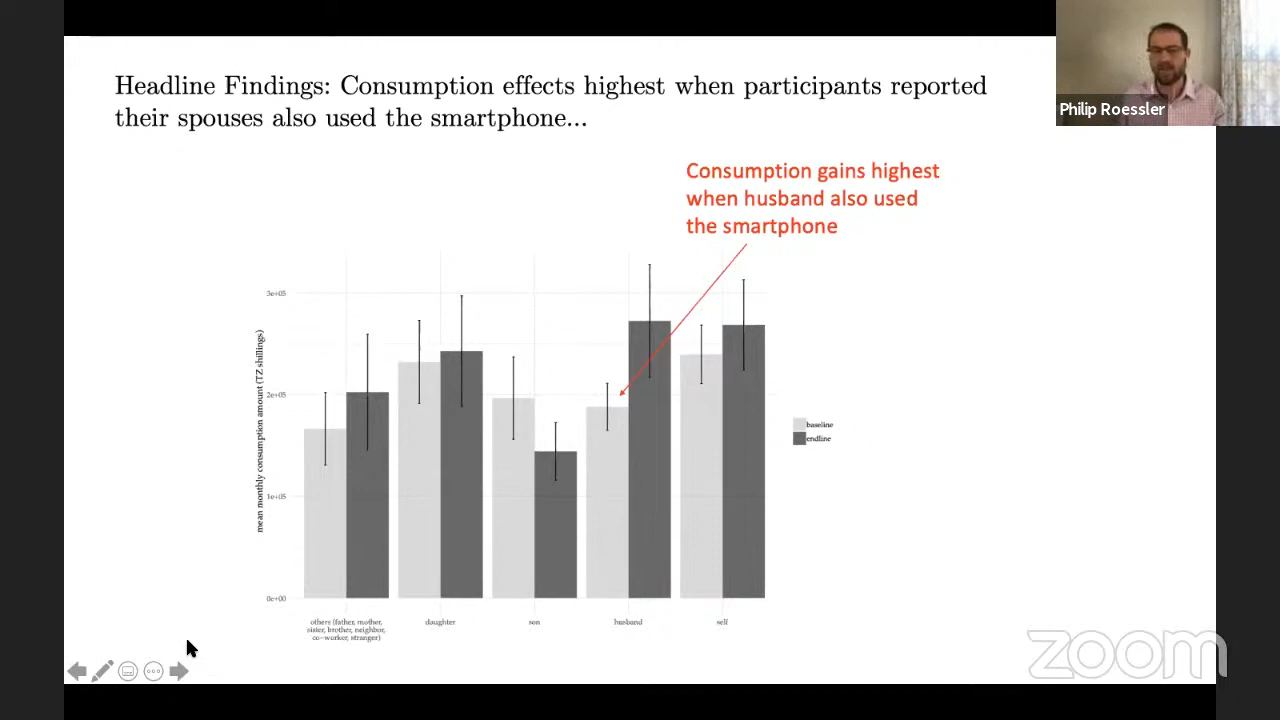 Headline Findings: Consumption effects highest when participants reported
their spouses also used the smartphone...
Philip Roessler
Consumption gains highest
when husband also used
the smartphone
mean monthly consumption amount (TZ shillings)
3e+05
2e+05
1e+05
0e+00
others (father, mother,
sister, brother, neighbor,
co-worker, stranger)
daughter
son
husband
self
baseline
endline
zoom